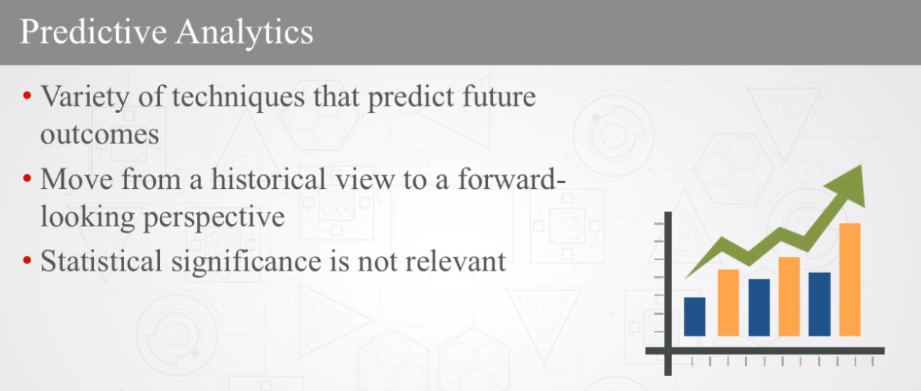 Predictive Analytics
• Variety of techniques that predict future
outcomes
• Move from a historical view to a forward-
looking perspective
• Statistical significance is not relevant